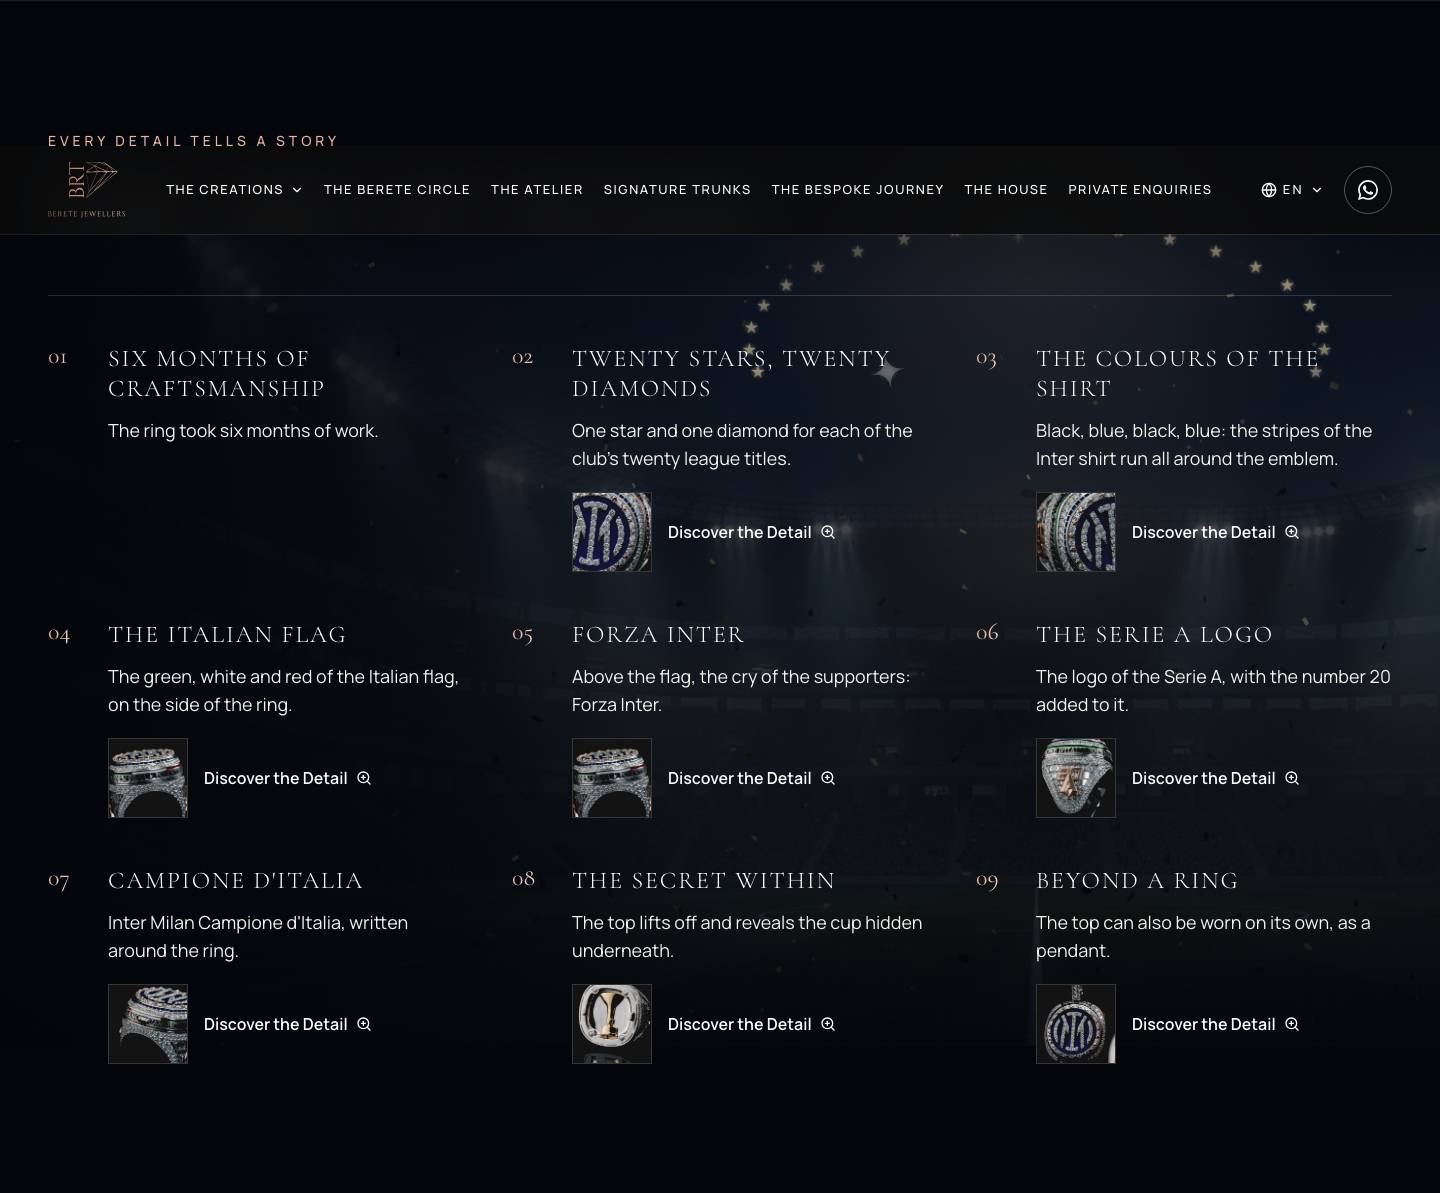 EVERY DETAIL TELLS A STORY
BRT
BERETE JEWELLERS
THE CREATIONS
THE BERETE CIRCLE
THE ATELIER
SIGNATURE TRUNKS
THE BESPOKE JOURNEY
THE HOUSE
PRIVATE ENQUIRIES
EN
01
SIX MONTHS OF
CRAFTSMANSHIP
The ring took six months of work.
02
TWENTY STARS, TWENTY
DIAMONDS
One star and one diamond for each of the
club's twenty league titles.
Discover the Detail
03
THE COLOURS OF THE
SHIRT
Black, blue, black, blue: the stripes of the
Inter shirt run all around the emblem.
Discover the Detail
04
THE ITALIAN FLAG
The green, white and red of the Italian flag,
on the side of the ring.
Discover the Detail
05
FORZA INTER
Above the flag, the cry of the supporters:
Forza Inter.
Discover the Detail
06
THE SERIE A LOGO
The logo of the Serie A, with the number 20
added to it.
Discover the Detail
07
CAMPIONE D'ITALIA
Inter Milan Campione d'Italia, written
around the ring.
Discover the Detail
08
THE SECRET WITHIN
The top lifts off and reveals the cup hidden
underneath.
Discover the Detail
09
BEYOND A RING
The top can also be worn on its own, as a
pendant.
Discover the Detail